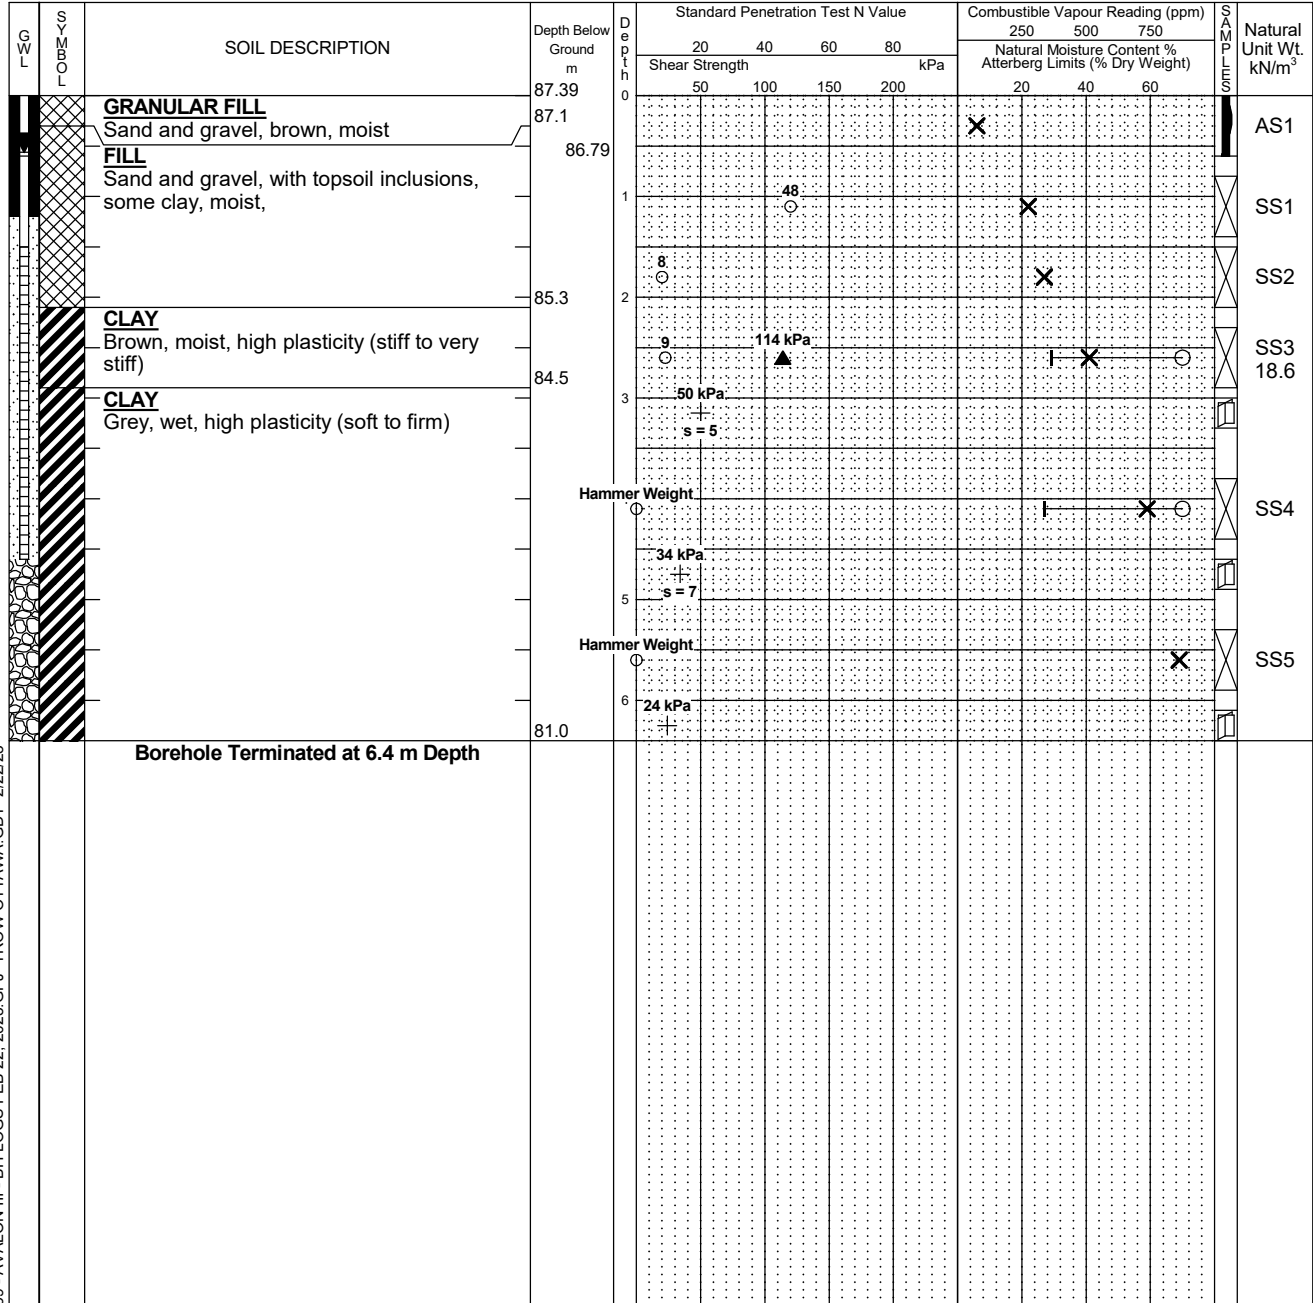 GWL
SYMBOL
SOIL DESCRIPTION
Depth Below
Ground
m
Depth
Standard Penetration Test N Value
20 40 60 80
Shear Strength kPa
50 100 150 200
Combustible Vapour Reading (ppm)
250 500 750
Natural Moisture Content %
Atterberg Limits (% Dry Weight)
20 40 60
SAMPLES
Natural
Unit Wt.
kN/m³
87.39
0
GRANULAR FILL
Sand and gravel, brown, moist
87.1
AS1
86.79
FILL
Sand and gravel, with topsoil inclusions,
some clay, moist,
1
48
SS1
8
SS2
85.3
2
CLAY
Brown, moist, high plasticity (stiff to very
stiff)
9
114 kPa
SS3
18.6
84.5
CLAY
Grey, wet, high plasticity (soft to firm)
3
50 kPa
s = 5
Hammer Weight
SS4
34 kPa
s = 7
5
Hammer Weight
SS5
6
24 kPa
81.0
Borehole Terminated at 6.4 m Depth